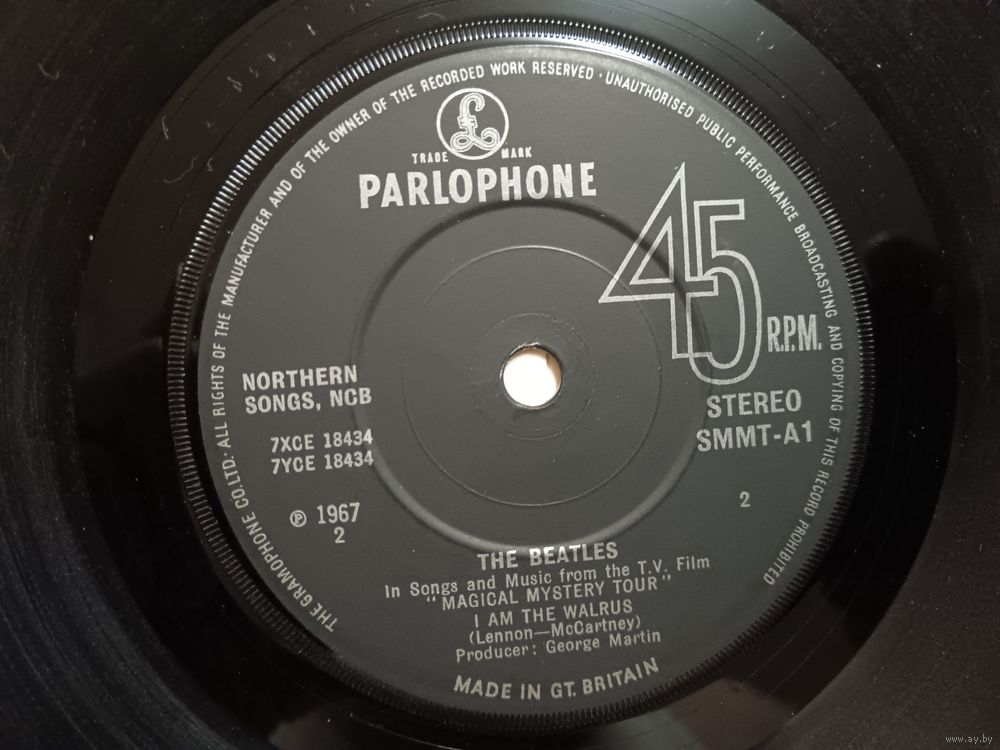 THE GRAMOPHONE CO.LTD. ALL RIGHTS OF THE MANUFACTURER AND OF THE OWNER OF THE RECORDED WORK RESERVED · UNAUTHORISED PUBLIC PERFORMANCE BROADCASTING AND COPYING OF THIS RECORD PROHIBITED
£
TRADE MARK
PARLOPHONE
45 R.P.M.
NORTHERN
SONGS, NCB
STEREO
SMMT-A1
7XCE 18434
7YCE 18434
℗ 1967
2
2
THE BEATLES
In Songs and Music from the T.V. Film
"MAGICAL MYSTERY TOUR"
I AM THE WALRUS
(Lennon—McCartney)
Producer: George Martin
MADE IN GT. BRITAIN
www.ay.by